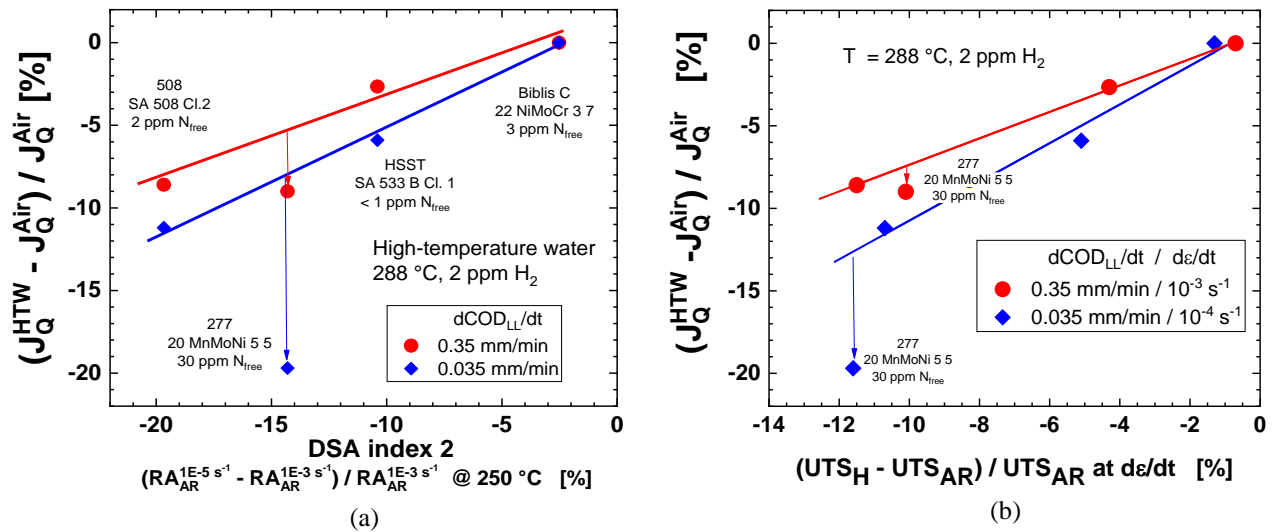 (J_Q^HTW - J_Q^Air) / J_Q^Air [%]
0
-5
-10
-15
-20
508
SA 508 Cl.2
2 ppm N_free
Biblis C
22 NiMoCr 3 7
3 ppm N_free
HSST
SA 533 B Cl. 1
< 1 ppm N_free
High-temperature water
288 °C, 2 ppm H_2
277
20 MnMoNi 5 5
30 ppm N_free
dCOD_LL/dt
0.35 mm/min
0.035 mm/min
-20 -15 -10 -5 0
DSA index 2
(RA_AR^1E-5 s^-1 - RA_AR^1E-3 s^-1) / RA_AR^1E-3 s^-1 @ 250 °C [%]
(a)
(J_Q^HTW -J_Q^Air) / J_Q^Air [%]
0
-5
-10
-15
-20
T = 288 °C, 2 ppm H_2
277
20 MnMoNi 5 5
30 ppm N_free
dCOD_LL/dt / dε/dt
0.35 mm/min / 10^-3 s^-1
0.035 mm/min / 10^-4 s^-1
277
20 MnMoNi 5 5
30 ppm N_free
-14 -12 -10 -8 -6 -4 -2 0
(UTS_H - UTS_AR) / UTS_AR at dε/dt [%]
(b)